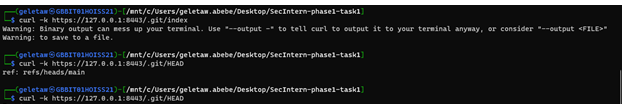 ┌──(geletaw㉿GBBIT01HOIS521)-[/mnt/c/Users/geletaw.abebe/Desktop/SecIntern-phase1-task1]
└─$ curl -k https://127.0.0.1:8443/.git/index
Warning: Binary output can mess up your terminal. Use "--output -" to tell curl to output it to your terminal anyway, or consider "--output <FILE>"
Warning: to save to a file.
┌──(geletaw㉿GBBIT01HOIS521)-[/mnt/c/Users/geletaw.abebe/Desktop/SecIntern-phase1-task1]
└─$ curl -k https://127.0.0.1:8443/.git/HEAD
ref: refs/heads/main
┌──(geletaw㉿GBBIT01HOIS521)-[/mnt/c/Users/geletaw.abebe/Desktop/SecIntern-phase1-task1]
└─$ curl -k https://127.0.0.1:8443/.git/HEAD